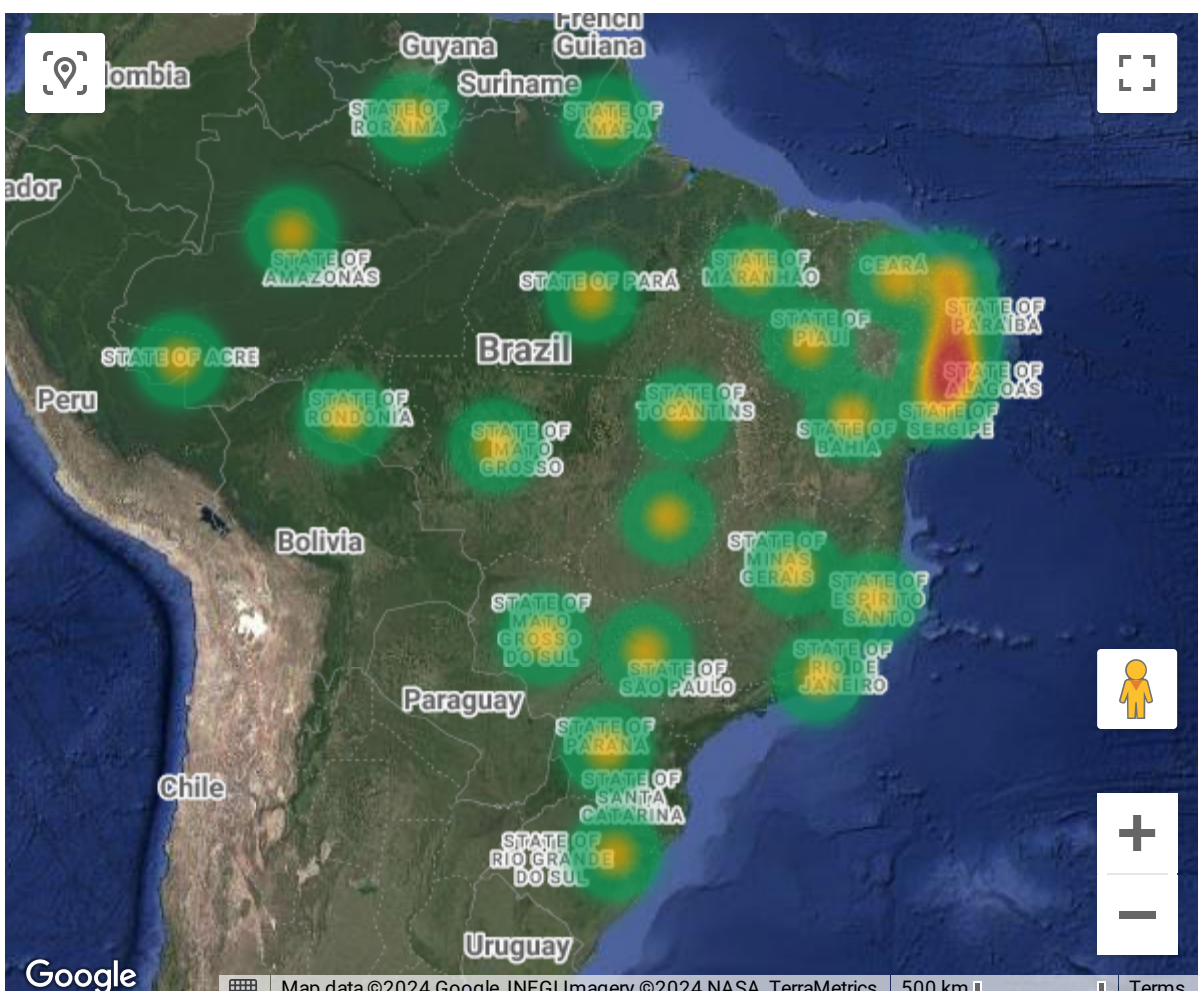 French
Guyana
Guiana
lombia
Suriname
STATE OF
RORAIMA
STATE OF
AMAPÁ
ador
STATE OF
AMAZONAS
STATE OF PARÁ
STATE OF
MARANHÃO
CEARÁ
STATE OF
PARAÍBA
STATE OF
PIAUÍ
Brazil
STATE OF ACRE
STATE OF
AGOAS
Peru
STATE OF
RONDÔNIA
STATE OF
TOCANTINS
STATE OF
SERGIPE
STATE OF
MATO
GROSSO
STATE OF
BAHIA
Bolivia
STATE OF
MINAS
GERAIS
STATE OF
ESPÍRITO
SANTO
STATE OF
MATO
GROSSO
DO SUL
STATE OF
SÃO PAULO
STATE OF
RIO DE
JANEIRO
Paraguay
STATE OF
PARANÁ
Chile
STATE OF
SANTA
CATARINA
STATE OF
RIO GRANDE
DO SUL
Uruguay
Google
Map data ©2024 Google, INEGI Imagery ©2024 NASA, TerraMetrics
500 km
Terms